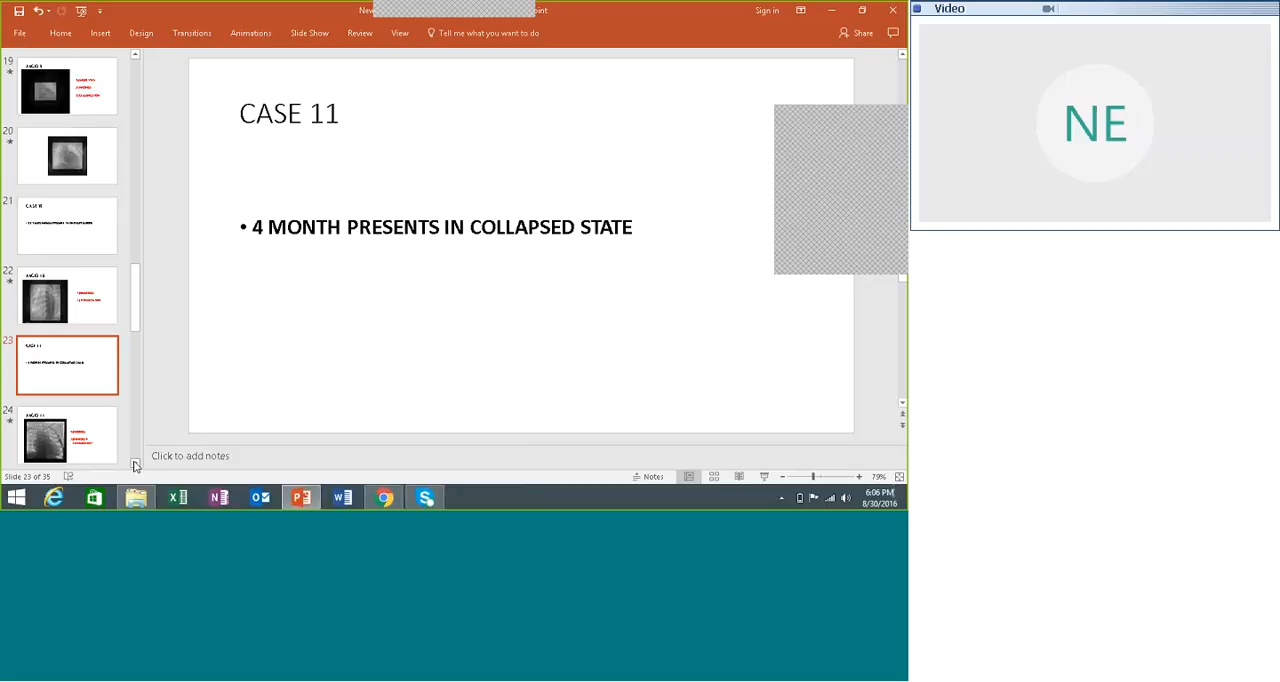 New
oint
Sign in
File Home Insert Design Transitions Animations Slide Show Review View Tell me what you want to do Share
19
20
21
22
23
24
CASE 11
• 4 MONTH PRESENTS IN COLLAPSED STATE
Click to add notes
Slide 23 of 35
Notes
79%
6:06 PM
8/30/2016
Video
NE